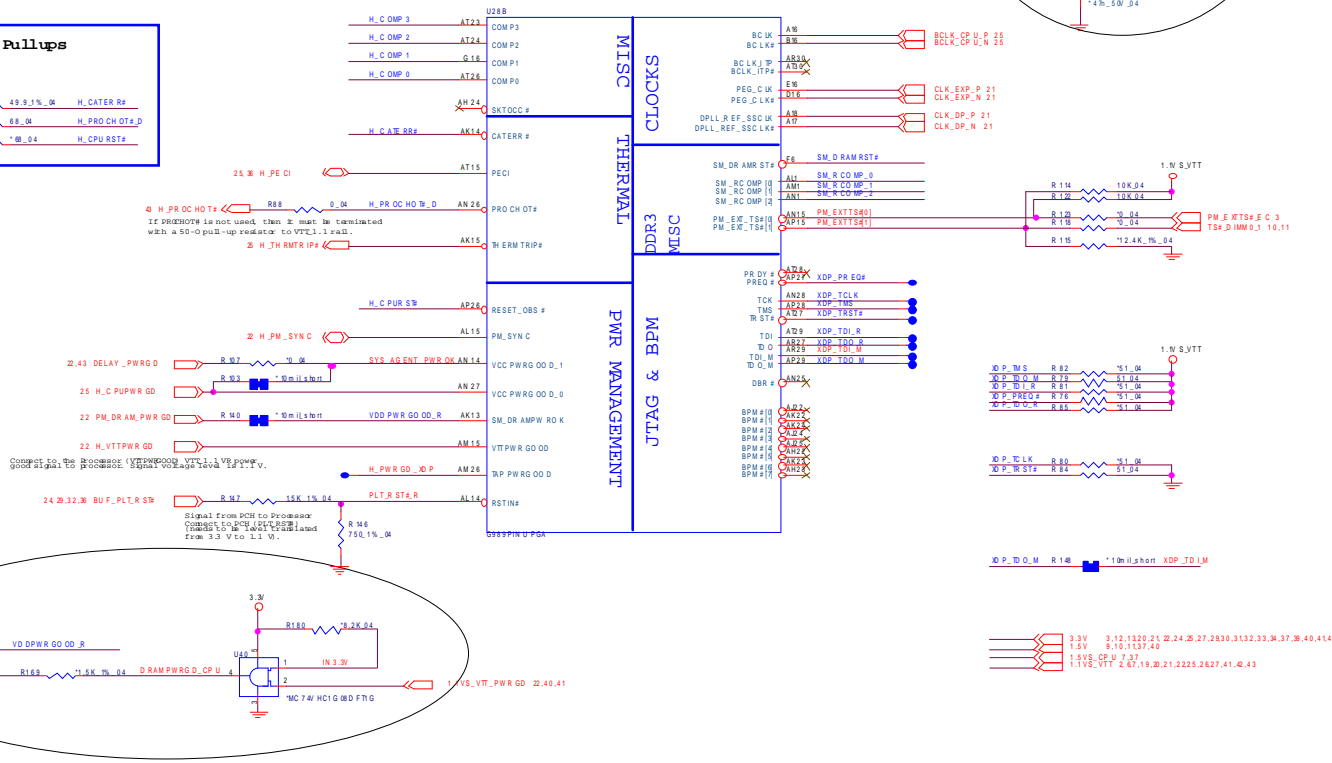 * 47n_50V_04
Pullups
49.9_1%_04 H_CATERR#
68_04 H_PROCHOT#_D
*68_04 H_CPURST#
U28B
H_COMP3 AT23 COMP3
H_COMP2 AT24 COMP2
H_COMP1 G16 COMP1
H_COMP0 AT26 COMP0
AH24 SKTOCC#
H_CATERR# AK14 CATERR#
25,36 H_PECI AT15 PECI
43 H_PROCHOT# R88 0_04 H_PROCHOT#_D AN26 PROCHOT#
If PROCHOT# is not used, then it must be terminated
with a 50-O pull-up resistor to VTT_1.1 rail.
25 H_THRMTRIP# AK15 THERMTRIP#
H_CPURST# AP26 RESET_OBS#
22 H_PM_SYNC AL15 PM_SYNC
22,43 DELAY_PWRGD R107 *0_04 SYS_AGENT_PWROK AN14 VCCPWRGOOD_1
R103 *10mil_short
25 H_CPUPWRGD AN27 VCCPWRGOOD_0
22 PM_DRAM_PWRGD R140 *10mil_short VDDPWRGOOD_R AK13 SM_DRAMPWROK
22 H_VTTPWRGD AM15 VTTPWRGOOD
Connect to the Processor (VTTPWRGOOD) VTT_1.1 VR power
good signal to processor. Signal voltage level is 1.1 V.
H_PWRGD_XDP AM26 TAPPWRGOOD
24,29,32,36 BUF_PLT_RST# R147 1.5K_1%_04 PLT_RST#_R AL14 RSTIN#
Signal from PCH to Processor
Connect to PCH (PLTRST#)
(needs to be level translated
from 3.3 V to 1.1 V).
R146
750_1%_04
G989PINUPGA
MISC
THERMAL
PWR MANAGEMENT
CLOCKS
DDR3
MISC
JTAG & BPM
BCLK A16 BCLK_CPU_P 25
BCLK# B16 BCLK_CPU_N 25
BCLK_ITP AR30
BCLK_ITP# AT30
PEG_CLK E16 CLK_EXP_P 21
PEG_CLK# D16 CLK_EXP_N 21
DPLL_REF_SSCLK A18 CLK_DP_P 21
DPLL_REF_SSCLK# A17 CLK_DP_N 21
SM_DRAMRST# F6 SM_DRAMRST#
SM_RCOMP[0] AL1 SM_RCOMP_0
SM_RCOMP[1] AM1 SM_RCOMP_1
SM_RCOMP[2] AN1 SM_RCOMP_2
PM_EXT_TS#[0] AN15 PM_EXTTS#[0]
PM_EXT_TS#[1] AP15 PM_EXTTS#[1]
1.1VS_VTT
R114 10K_04
R122 10K_04
R123 *0_04 PM_EXTTS#_EC 3
R116 *0_04 TS#_DIMM0_1 10,11
R115 *12.4K_1%_04
PRDY# AT28
PREQ# AP27 XDP_PREQ#
TCK AN28 XDP_TCLK
TMS AP28 XDP_TMS
TRST# AT27 XDP_TRST#
TDI AT29 XDP_TDI_R
TDO AR27 XDP_TDO_R
TDI_M AR29 XDP_TDI_M
TDO_M AP29 XDP_TDO_M
DBR# AN25
BPM#[0] AJ22
BPM#[1] AK22
BPM#[2] AK24
BPM#[3] AJ24
BPM#[4] AJ25
BPM#[5] AH22
BPM#[6] AK23
BPM#[7] AH23
1.1VS_VTT
XDP_TMS R82 *51_04
XDP_TDO_M R79 51_04
XDP_TDI_R R81 *51_04
XDP_PREQ# R76 *51_04
XDP_TDO_R R85 *51_04
XDP_TCLK R80 *51_04
XDP_TRST# R84 51_04
XDP_TDO_M R148 *10mil_short XDP_TDI_M
3.3V
R180 *8.2K_04
VDDPWRGOOD_R
U40
5
1 IN3.3V
R169 *1.5K_1%_04 DRAMPWRGD_CPU 4
2 1.1VS_VTT_PWRGD 22,40,41
3
*MC74VHC1G08DFT1G
3.3V 3,12,13,20,21,22,24,25,27,29,30,31,32,33,34,37,39,40,41,4
1.5V 9,10,11,37,40
1.5VS_CPU 7,37
1.1VS_VTT 2,6,7,19,20,21,22,25,26,27,41,42,43